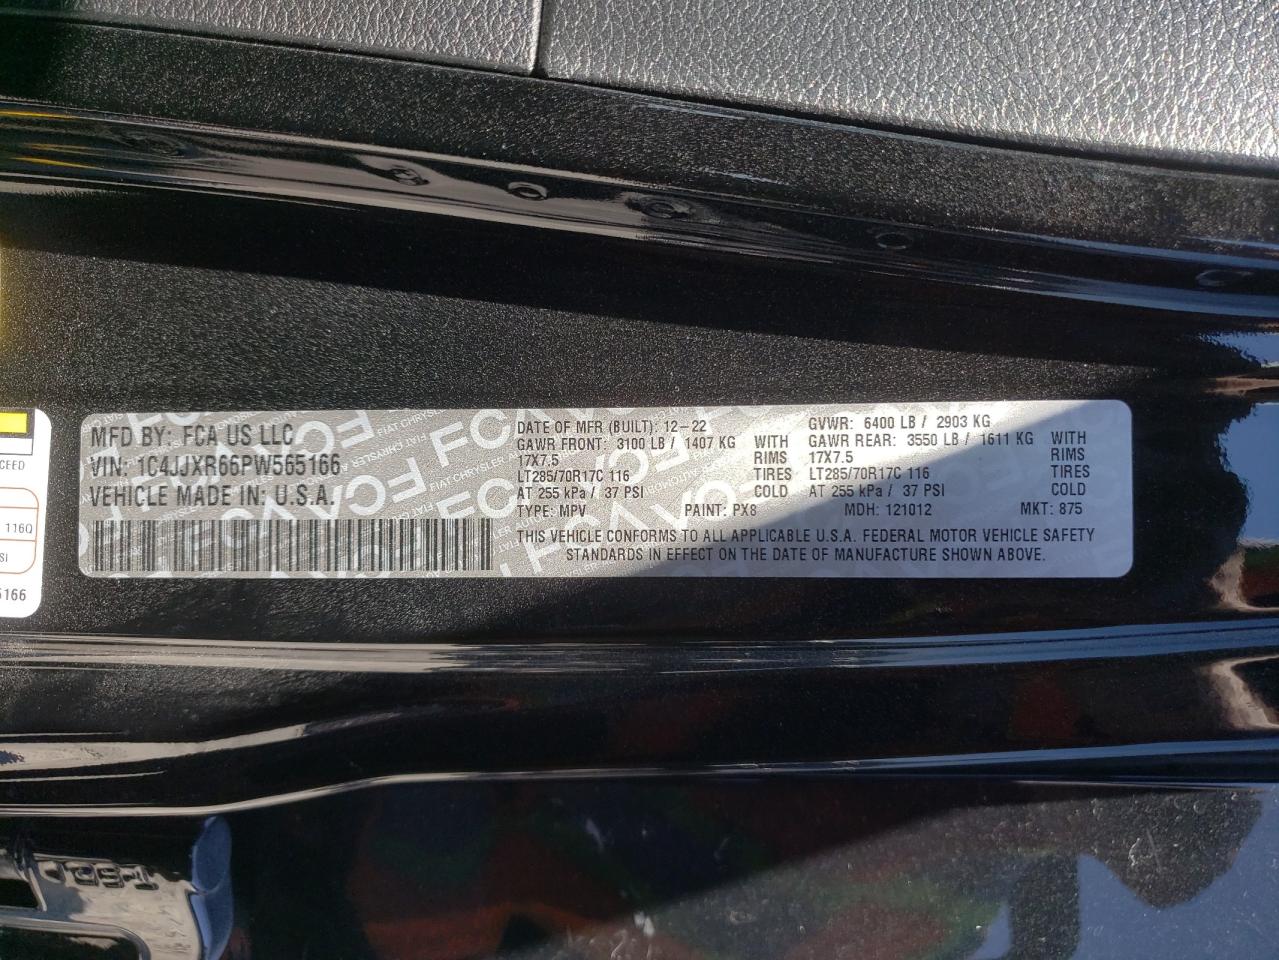 MFD BY: FCA US LLC
VIN: 1C4JJXR66PW565166
VEHICLE MADE IN: U.S.A.
DATE OF MFR (BUILT): 12-22
GVWR: 6400 LB / 2903 KG
GAWR FRONT: 3100 LB / 1407 KG WITH
GAWR REAR: 3550 LB / 1611 KG WITH
17X7.5 RIMS
17X7.5 RIMS
LT285/70R17C 116 TIRES
LT285/70R17C 116 TIRES
AT 255 kPa / 37 PSI COLD
AT 255 kPa / 37 PSI COLD
TYPE: MPV PAINT: PX8 MDH: 121012 MKT: 875
THIS VEHICLE CONFORMS TO ALL APPLICABLE U.S.A. FEDERAL MOTOR VEHICLE SAFETY
STANDARDS IN EFFECT ON THE DATE OF MANUFACTURE SHOWN ABOVE.
116Q
5166